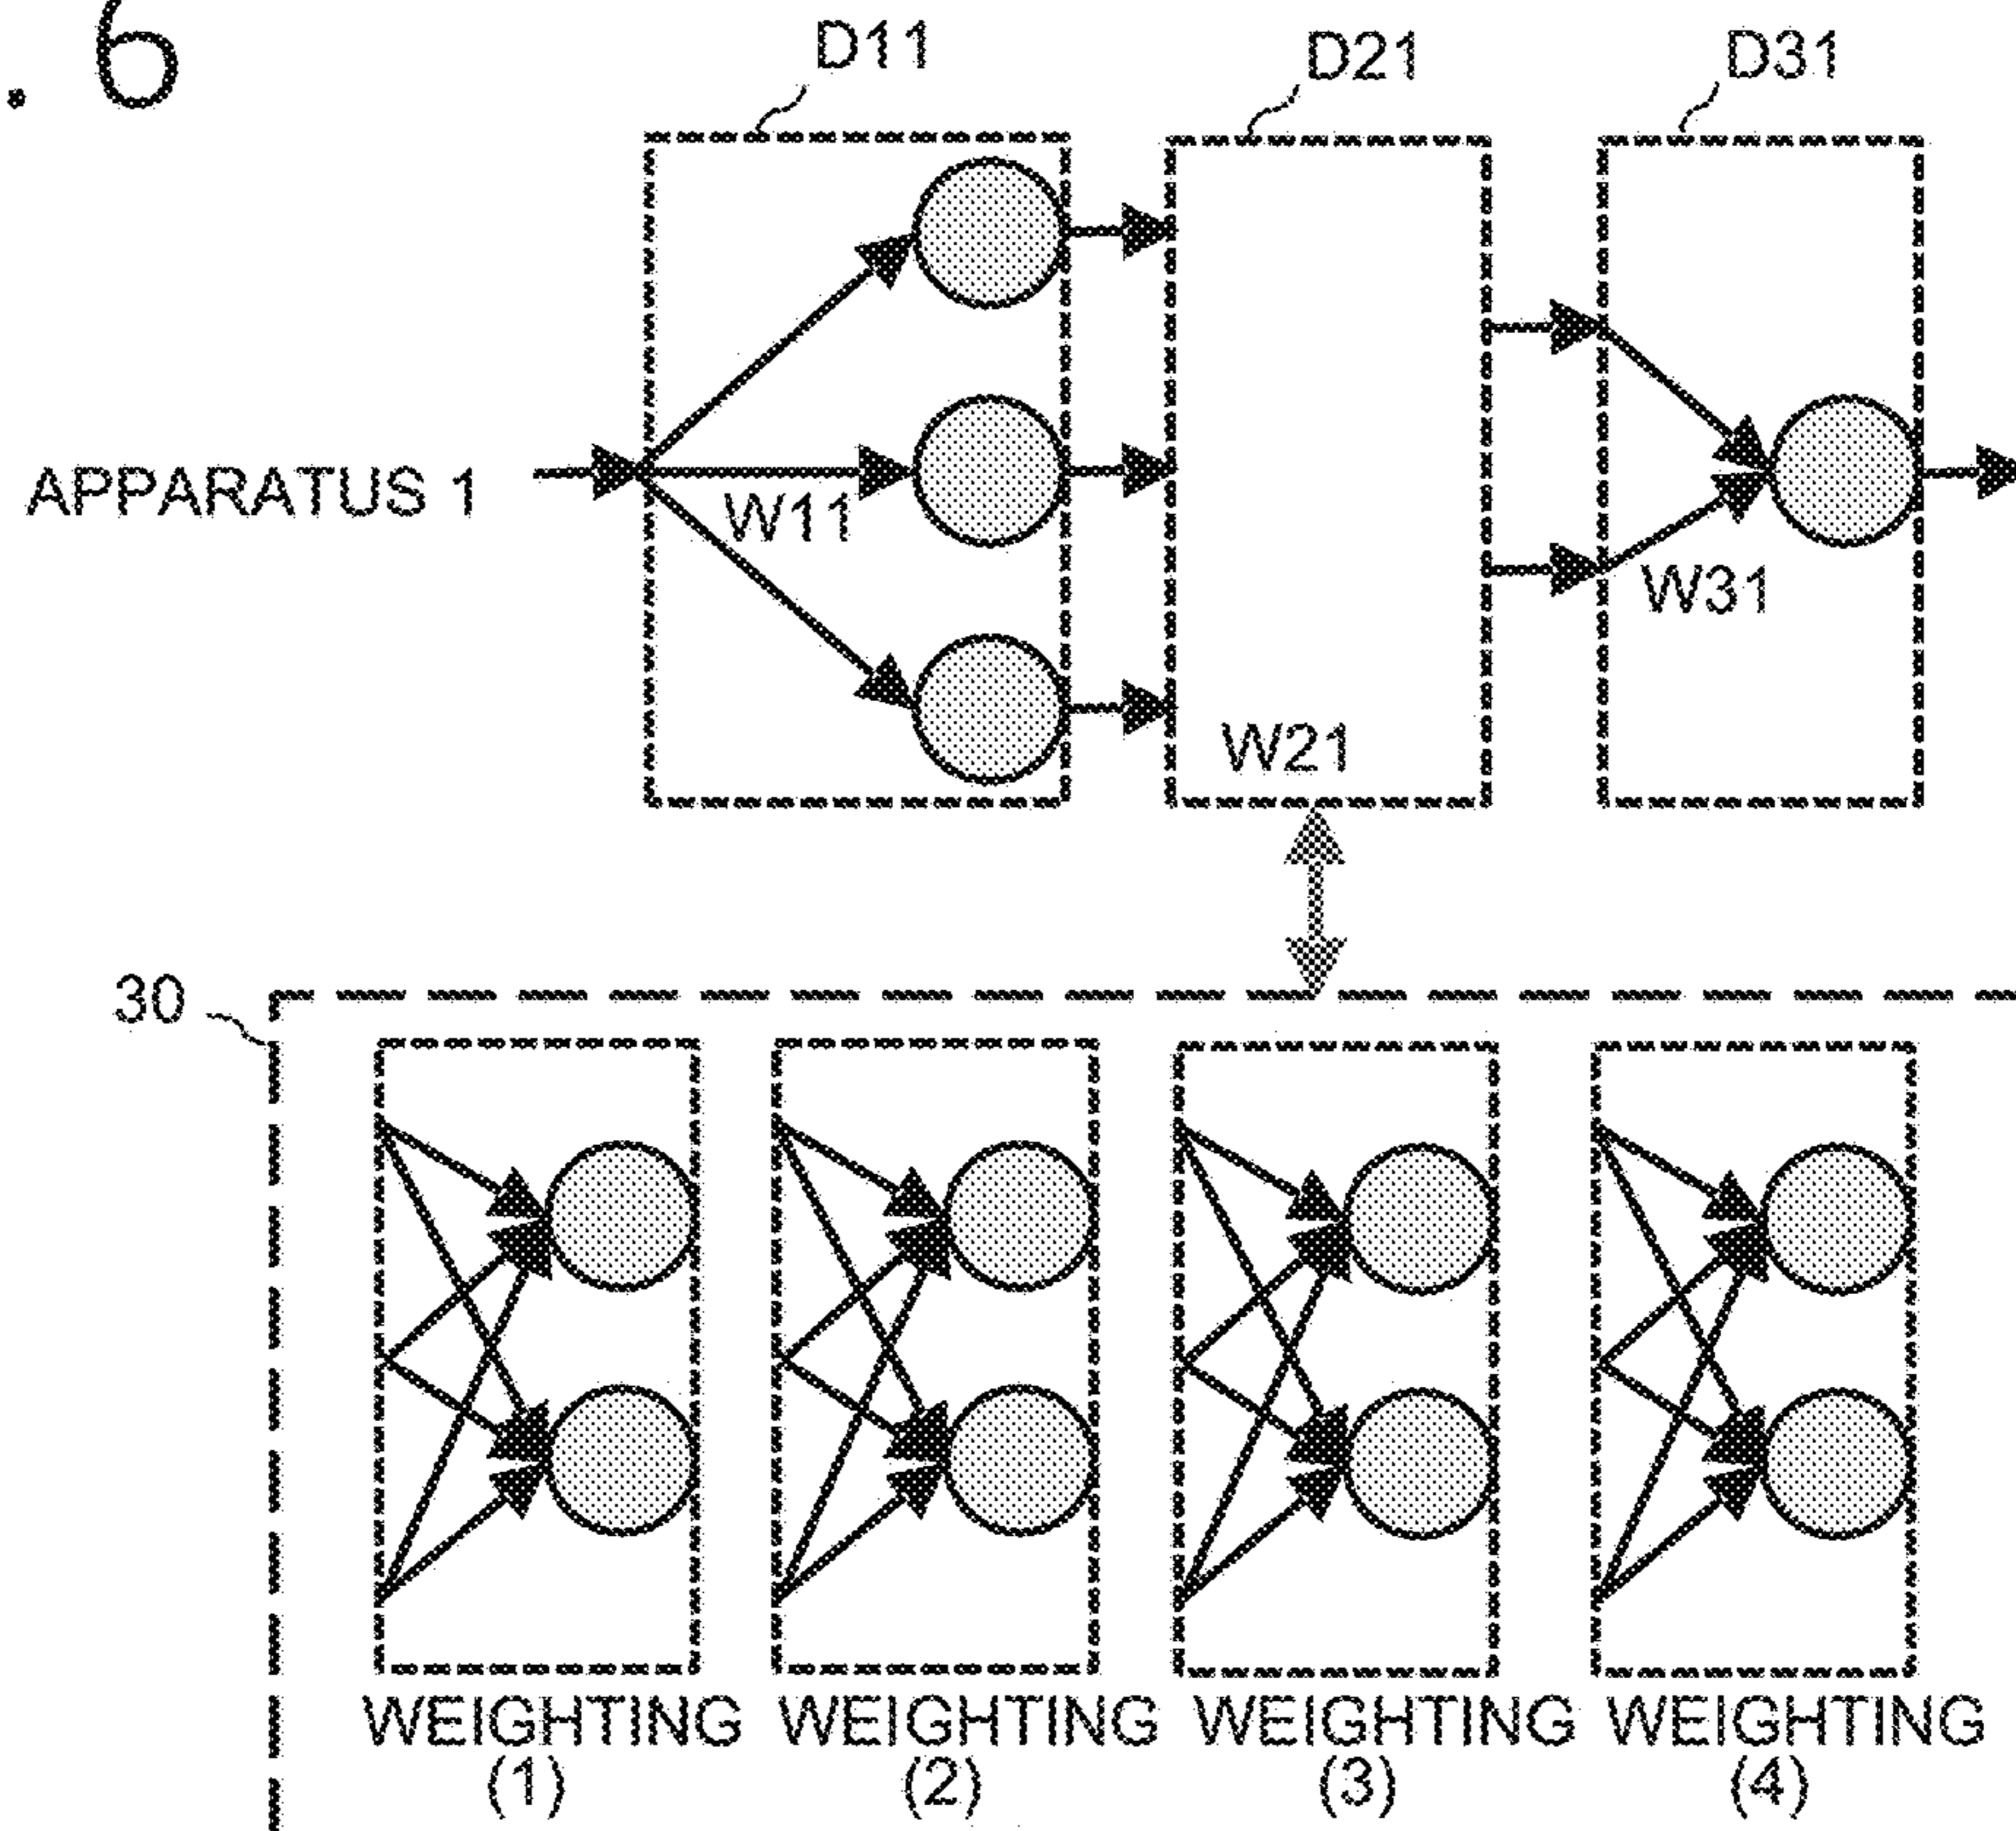 . 6
D11
D21
D31
APPARATUS 1
W11
W31
W21
30
WEIGHTING
(1)
WEIGHTING
(2)
WEIGHTING
(3)
WEIGHTING
(4)